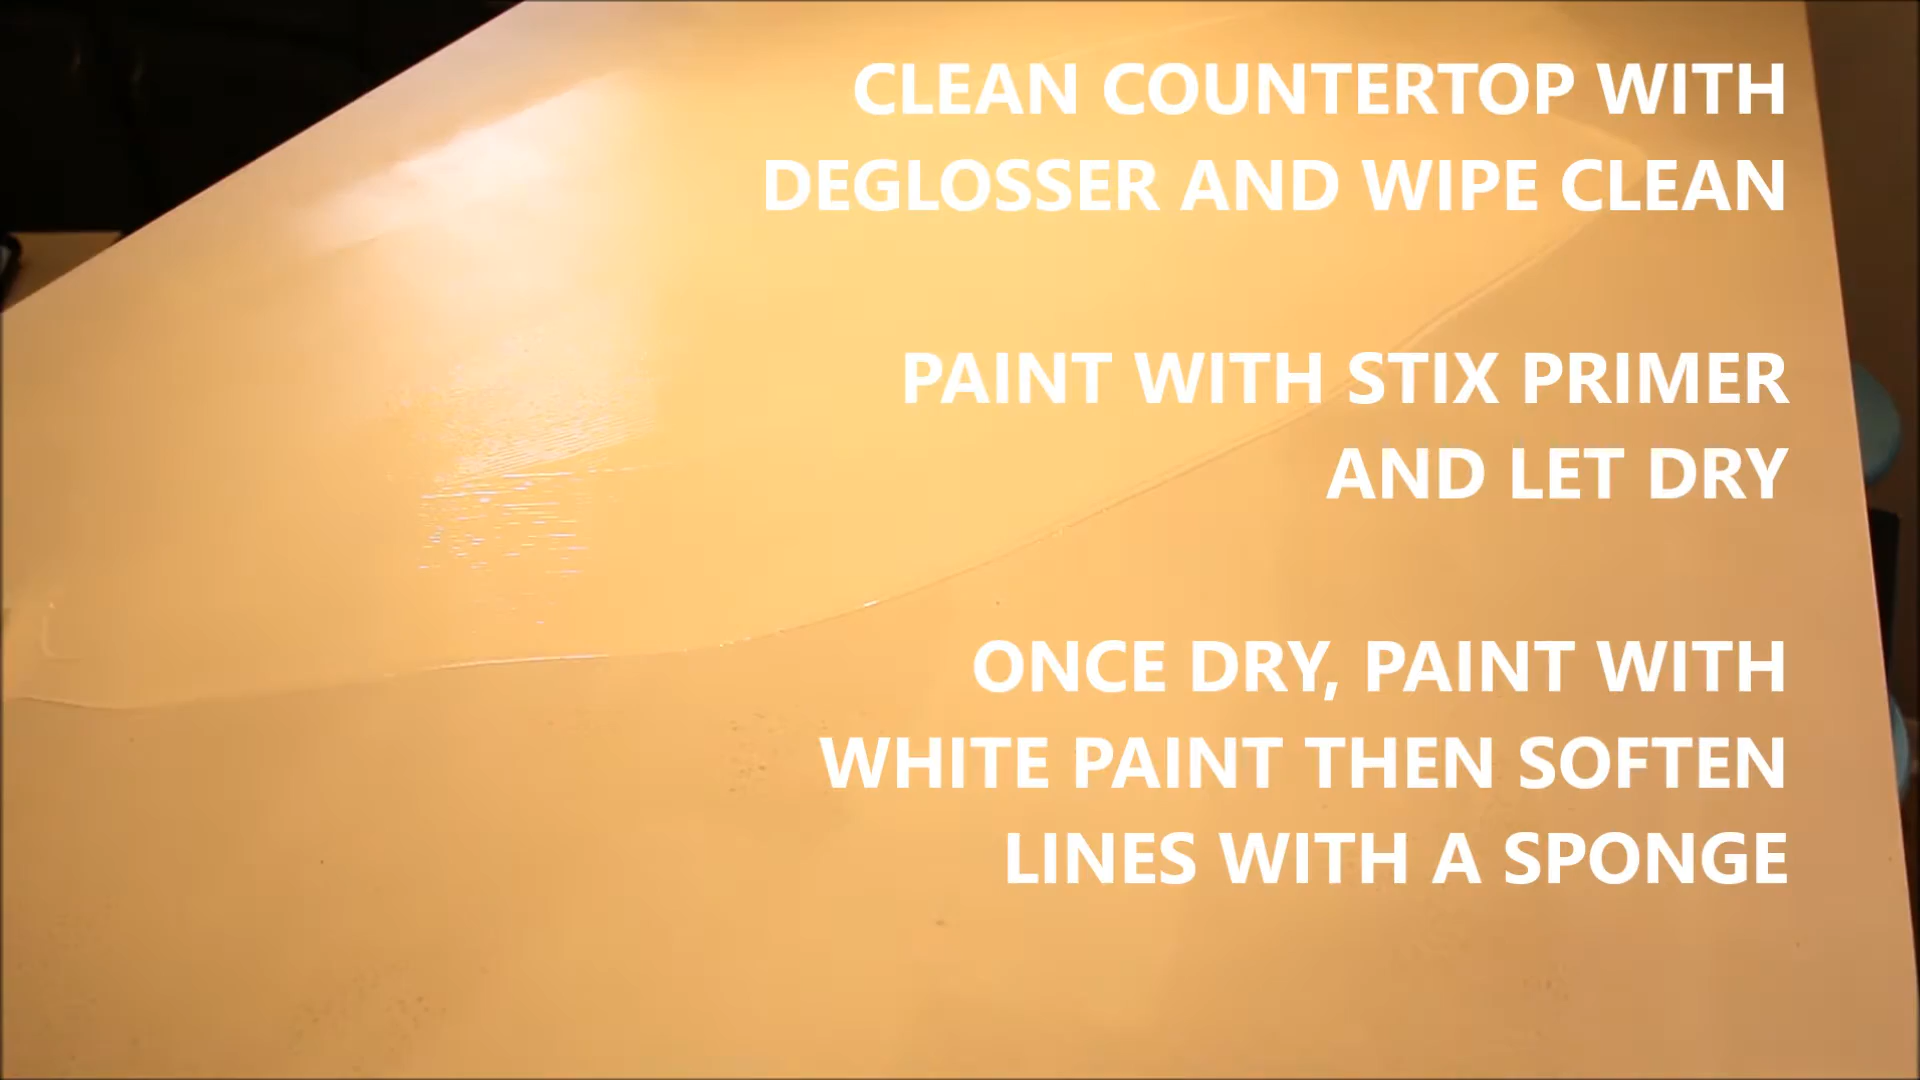 CLEAN COUNTERTOP WITH
DEGLOSSER AND WIPE CLEAN
PAINT WITH STIX PRIMER
AND LET DRY
ONCE DRY, PAINT WITH
WHITE PAINT THEN SOFTEN
LINES WITH A SPONGE